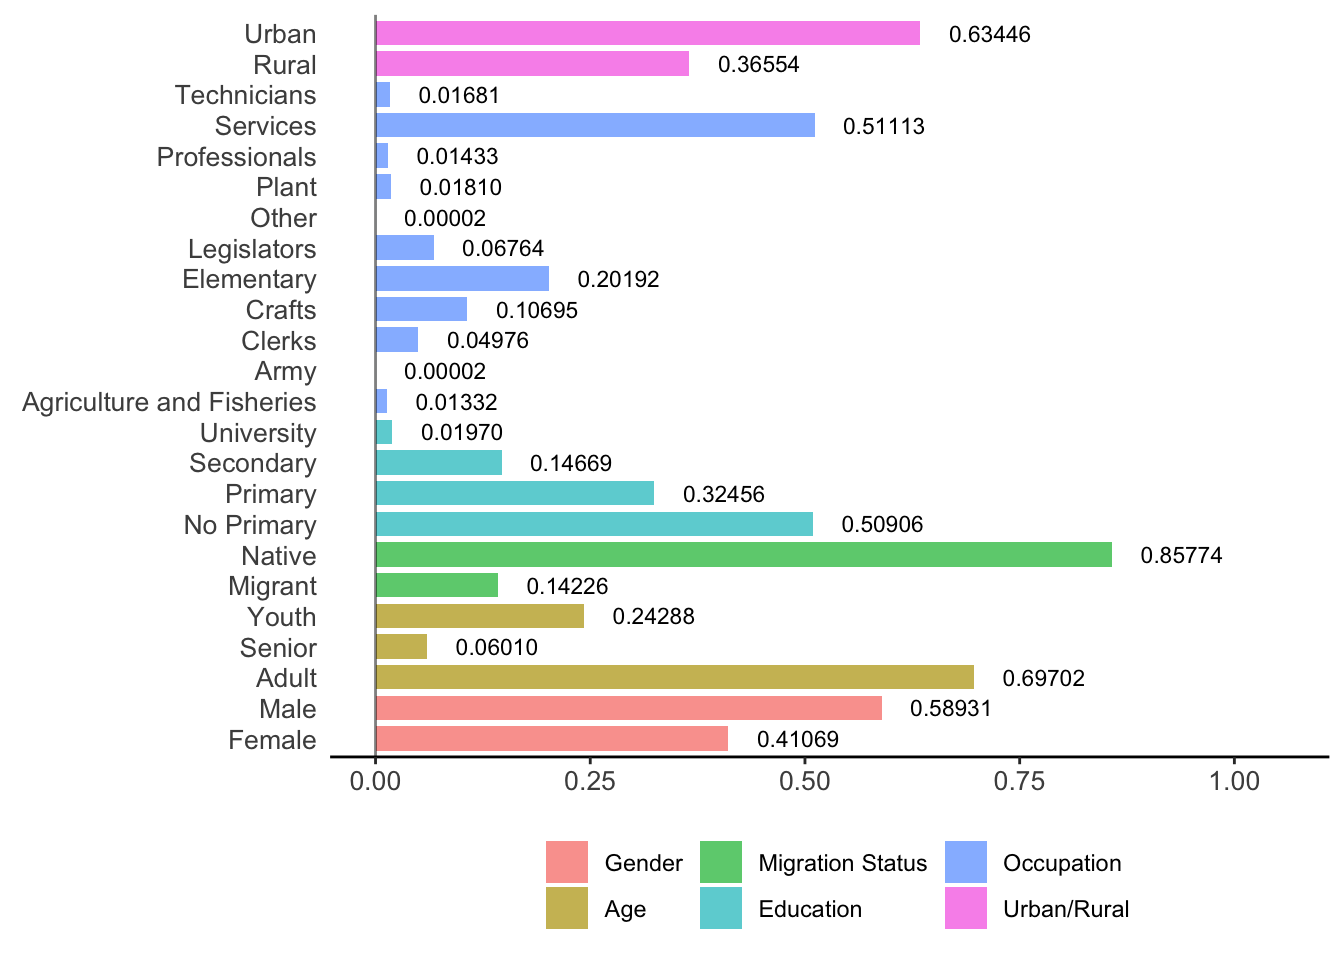 Urban 0.63446
Rural 0.36554
Technicians 0.01681
Services 0.51113
Professionals 0.01433
Plant 0.01810
Other 0.00002
Legislators 0.06764
Elementary 0.20192
Crafts 0.10695
Clerks 0.04976
Army 0.00002
Agriculture and Fisheries 0.01332
University 0.01970
Secondary 0.14669
Primary 0.32456
No Primary 0.50906
Native 0.85774
Migrant 0.14226
Youth 0.24288
Senior 0.06010
Adult 0.69702
Male 0.58931
Female 0.41069
0.00 0.25 0.50 0.75 1.00
Gender Migration Status Occupation
Age Education Urban/Rural